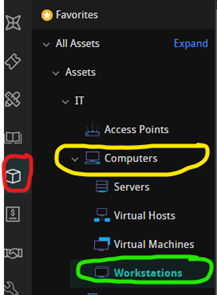 Favorites
All Assets Expand
Assets
IT
Access Points
Computers
Servers
Virtual Hosts
Virtual Machines
Workstations